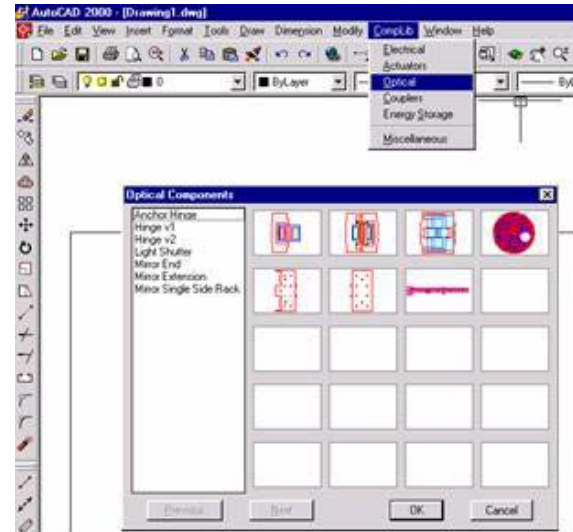 AutoCAD 2000 - [Drawing1.dwg]
File Edit View Insert Format Tools Draw Dimension Modify CompLib Window Help
0 ByLayer
Electrical
Actuators
Optical
Couplers
Energy Storage
Miscellaneous
Optical Components
Anchor Hinge
Hinge v1
Hinge v2
Light Shutter
Mirror End
Mirror Extension
Mirror Single Side Rack
Previous Next OK Cancel